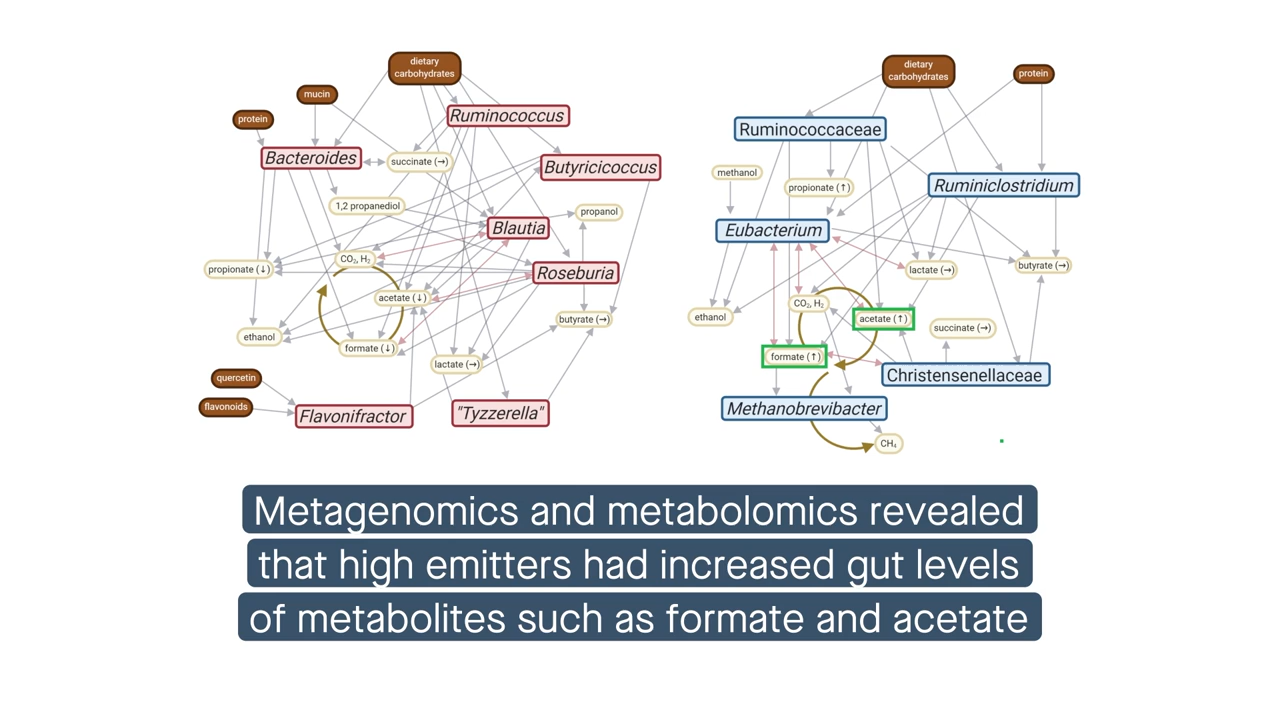 dietary
carbohydrates
mucin
protein
Ruminococcus
Bacteroides
succinate (→)
Butyricicoccus
1,2 propanediol
propanol
Blautia
CO₂, H₂
propionate (↓)
Roseburia
acetate (↓)
butyrate (→)
ethanol
formate (↓)
lactate (→)
quercetin
flavonoids
Flavonifractor
"Tyzzerella"
dietary
carbohydrates
protein
Ruminococcaceae
methanol
propionate (↑)
Ruminiclostridium
Eubacterium
lactate (→)
butyrate (→)
CO₂, H₂
ethanol
acetate (↑)
succinate (→)
formate (↑)
Christensenellaceae
Methanobrevibacter
CH₄
Metagenomics and metabolomics revealed
that high emitters had increased gut levels
of metabolites such as formate and acetate